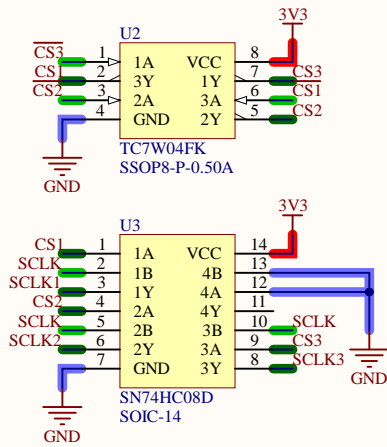 U2
3V3
CS3 1 1A VCC 8
CS1 2 3Y 1Y 7 CS3
CS2 3 2A 3A 6 CS1
4 GND 2Y 5 CS2
GND
TC7W04FK
SSOP8-P-0.50A
U3
3V3
CS1 1 1A VCC 14
SCLK 2 1B 4B 13
SCLK1 3 1Y 4A 12
CS2 4 2A 4Y 11
SCLK 5 2B 3B 10 SCLK
SCLK2 6 2Y 3A 9 CS3
7 GND 3Y 8 SCLK3
GND
GND
SN74HC08D
SOIC-14